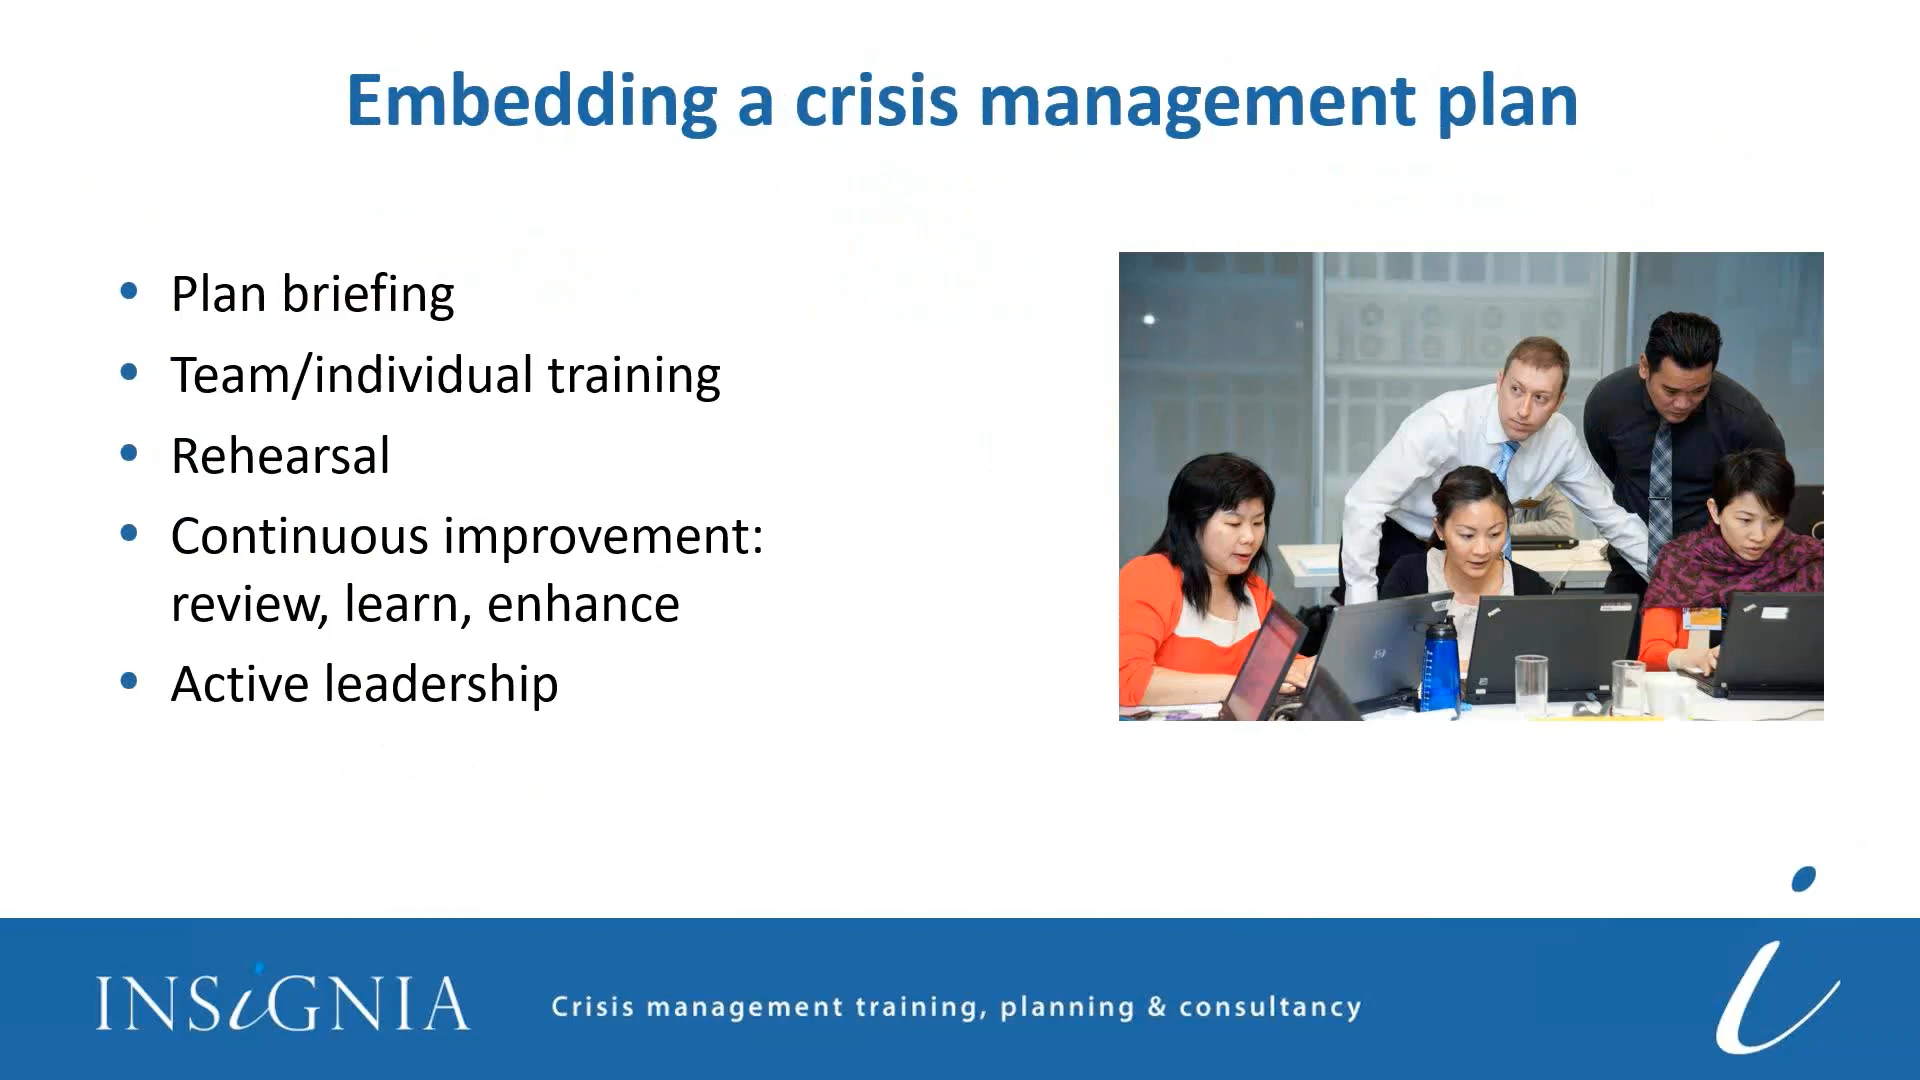 Embedding a crisis management plan
• Plan briefing
• Team/individual training
• Rehearsal
• Continuous improvement:
review, learn, enhance
• Active leadership
INSiGNIA
Crisis management training, planning & consultancy
i